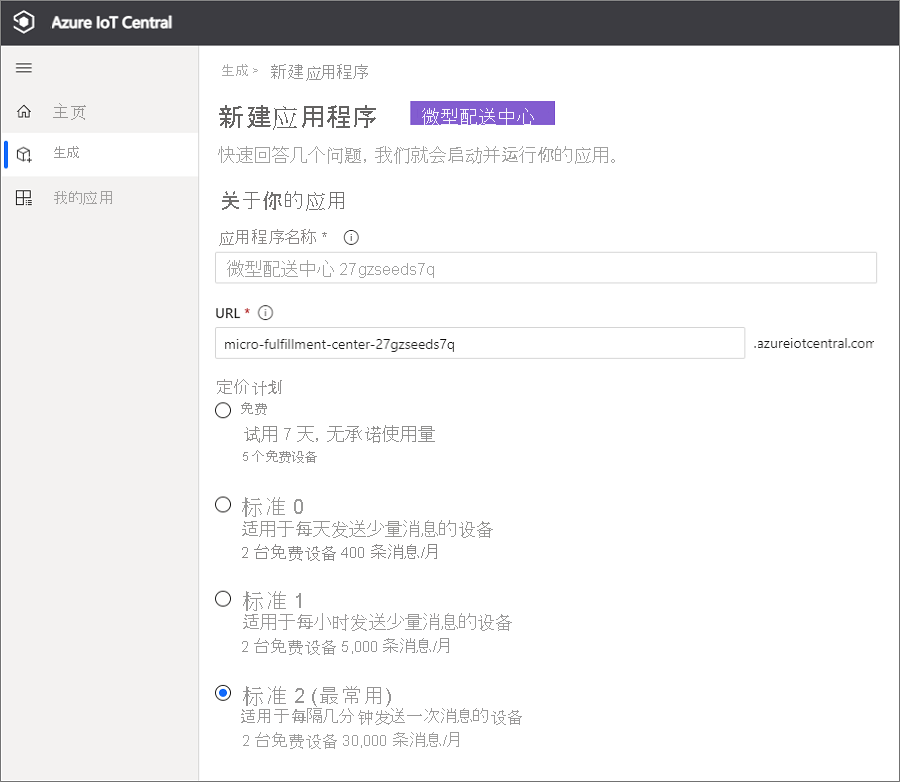 Azure IoT Central
主页
生成
我的应用
生成 > 新建应用程序
新建应用程序 微型配送中心
快速回答几个问题, 我们就会启动并运行你的应用。
关于你的应用
应用程序名称 *
微型配送中心 27gzseeds7q
URL *
micro-fulfillment-center-27gzseeds7q .azureiotcentral.com
定价计划
免费
试用 7 天, 无承诺使用量
5 个免费设备
标准 0
适用于每天发送少量消息的设备
2 台免费设备 400 条消息/月
标准 1
适用于每小时发送少量消息的设备
2 台免费设备 5,000 条消息/月
标准 2 (最常用)
适用于每隔几分钟发送一次消息的设备
2 台免费设备 30,000 条消息/月